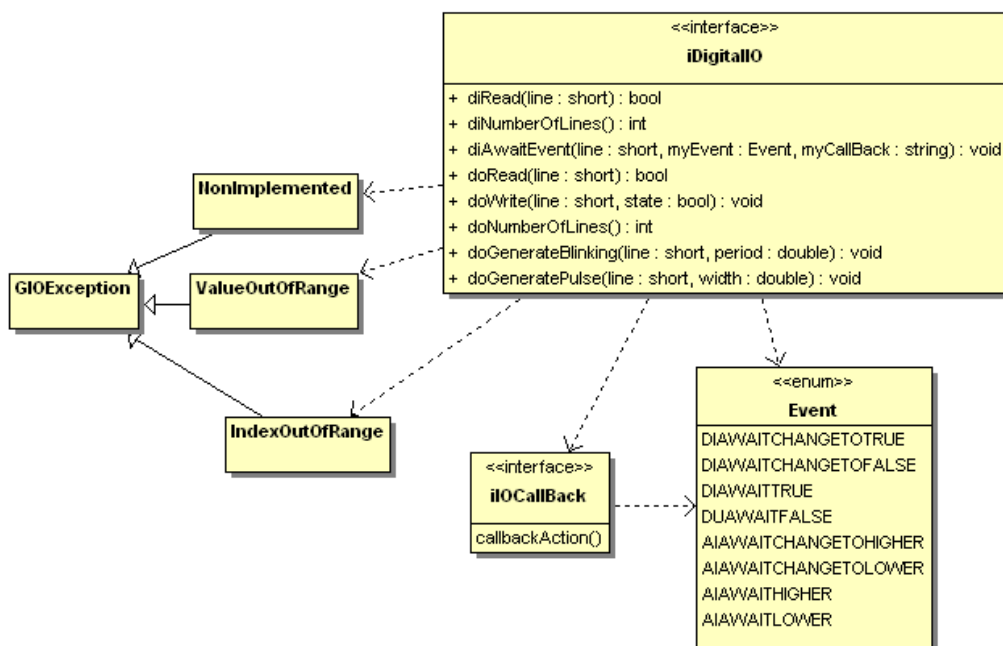 <<interface>>
iDigitalIO
+ diRead(line : short) : bool
+ diNumberOfLines() : int
+ diAwaitEvent(line : short, myEvent : Event, myCallBack : string) : void
+ doRead(line : short) : bool
+ doWrite(line : short, state : bool) : void
+ doNumberOfLines() : int
+ doGenerateBlinking(line : short, period : double) : void
+ doGeneratePulse(line : short, width : double) : void
NonImplemented
GIOException
ValueOutOfRange
IndexOutOfRange
<<interface>>
iIOCallBack
callbackAction()
<<enum>>
Event
DIAWAITCHANGETOTRUE
DIAWAITCHANGETOFALSE
DIAWAITTRUE
DUAWAITFALSE
AIAWAITCHANGETOHIGHER
AIAWAITCHANGETOLOWER
AIAWAITHIGHER
AIAWAITLOWER